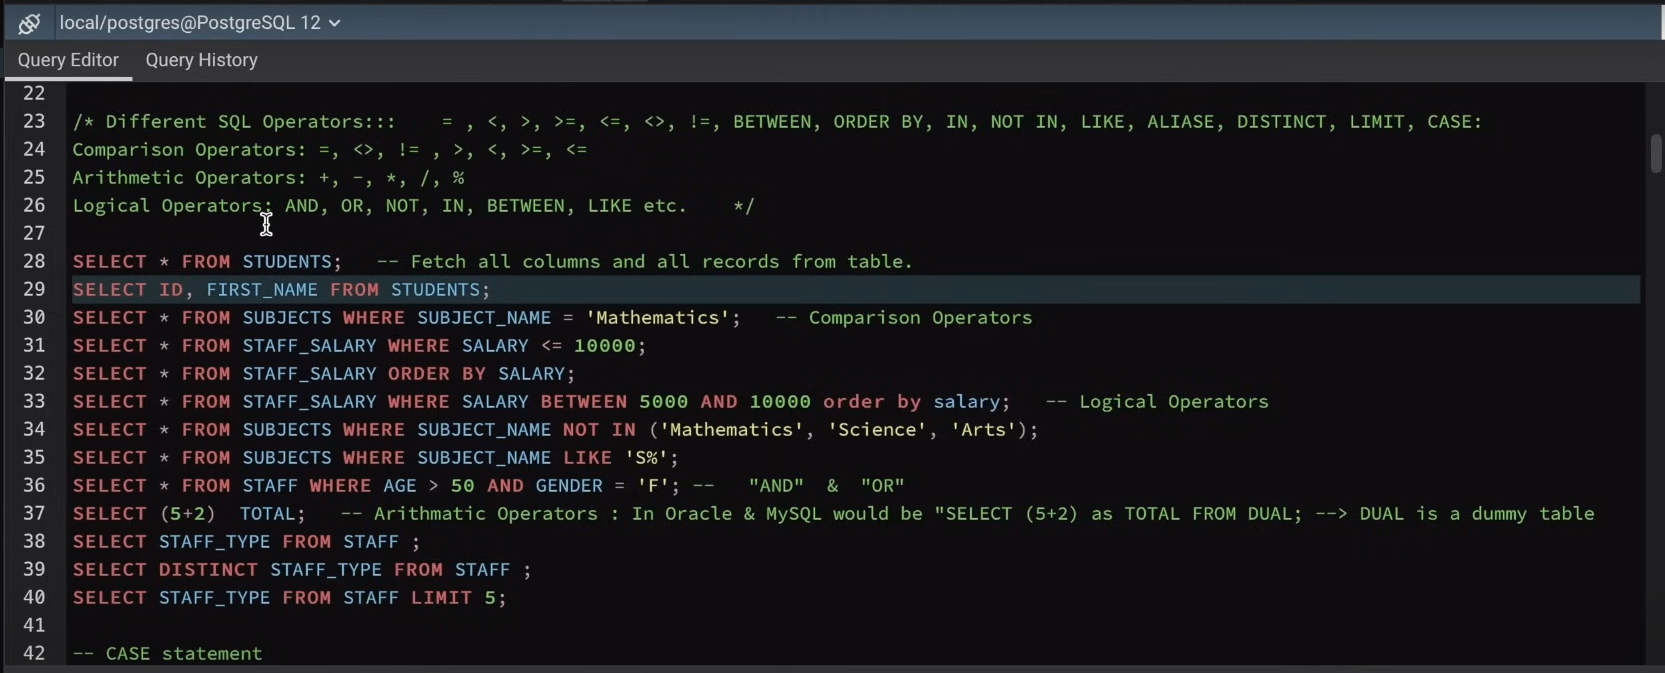 local/postgres@PostgreSQL 12
Query Editor Query History
22
23 /* Different SQL Operators::: = , <, >, >=, <=, <>, !=, BETWEEN, ORDER BY, IN, NOT IN, LIKE, ALIASE, DISTINCT, LIMIT, CASE:
24 Comparison Operators: =, <>, != , >, <, >=, <=
25 Arithmetic Operators: +, -, *, /, %
26 Logical Operators: AND, OR, NOT, IN, BETWEEN, LIKE etc. */
27
28 SELECT * FROM STUDENTS; -- Fetch all columns and all records from table.
29 SELECT ID, FIRST_NAME FROM STUDENTS;
30 SELECT * FROM SUBJECTS WHERE SUBJECT_NAME = 'Mathematics'; -- Comparison Operators
31 SELECT * FROM STAFF_SALARY WHERE SALARY <= 10000;
32 SELECT * FROM STAFF_SALARY ORDER BY SALARY;
33 SELECT * FROM STAFF_SALARY WHERE SALARY BETWEEN 5000 AND 10000 order by salary; -- Logical Operators
34 SELECT * FROM SUBJECTS WHERE SUBJECT_NAME NOT IN ('Mathematics', 'Science', 'Arts');
35 SELECT * FROM SUBJECTS WHERE SUBJECT_NAME LIKE 'S%';
36 SELECT * FROM STAFF WHERE AGE > 50 AND GENDER = 'F'; -- "AND" & "OR"
37 SELECT (5+2) TOTAL; -- Arithmatic Operators : In Oracle & MySQL would be "SELECT (5+2) as TOTAL FROM DUAL; --> DUAL is a dummy table
38 SELECT STAFF_TYPE FROM STAFF ;
39 SELECT DISTINCT STAFF_TYPE FROM STAFF ;
40 SELECT STAFF_TYPE FROM STAFF LIMIT 5;
41
42 -- CASE statement